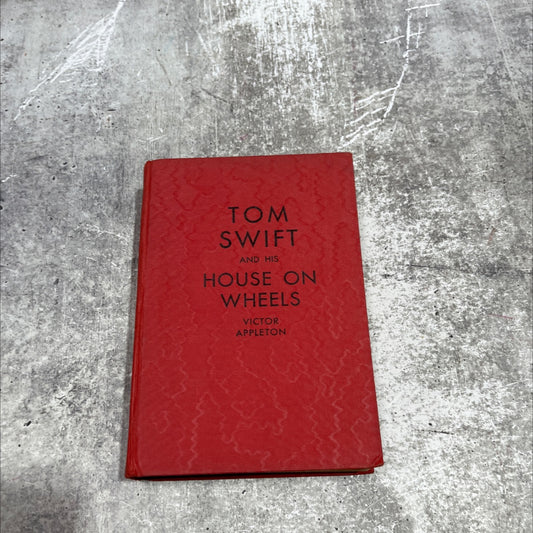 TOM
SWIFT
AND HIS
HOUSE ON
WHEELS
VICTOR
APPLETON